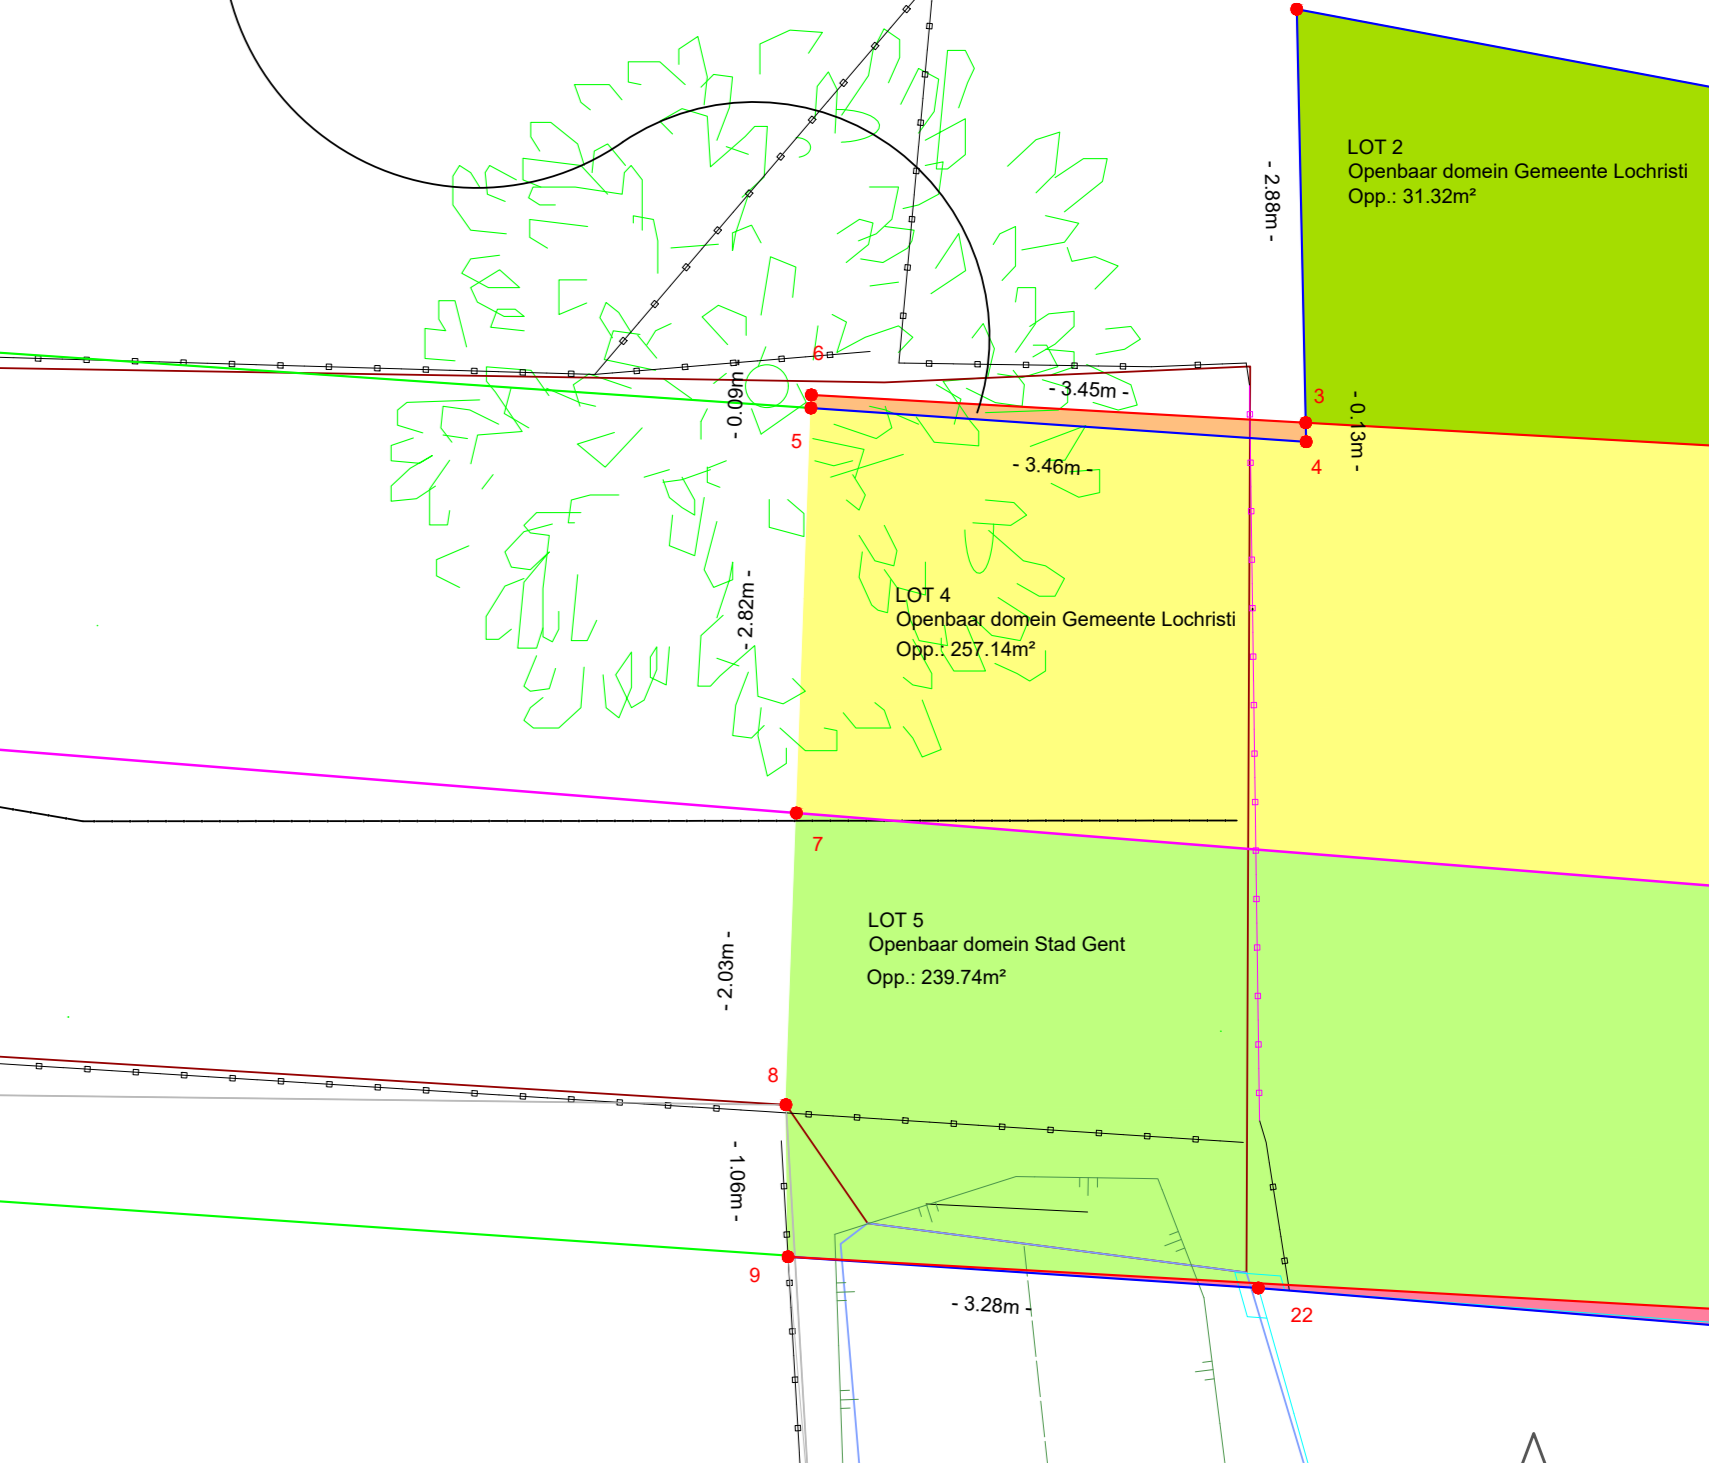 LOT 2
Openbaar domein Gemeente Lochristi
Opp.: 31.32m²
- 2.88m -
6
- 0.09m -
- 3.45m -
3
- 0.13m -
5
- 3.46m -
4
LOT 4
Openbaar domein Gemeente Lochristi
Opp.: 257.14m²
- 2.82m -
7
LOT 5
Openbaar domein Stad Gent
Opp.: 239.74m²
- 2.03m -
8
- 1.06m -
9
- 3.28m -
22